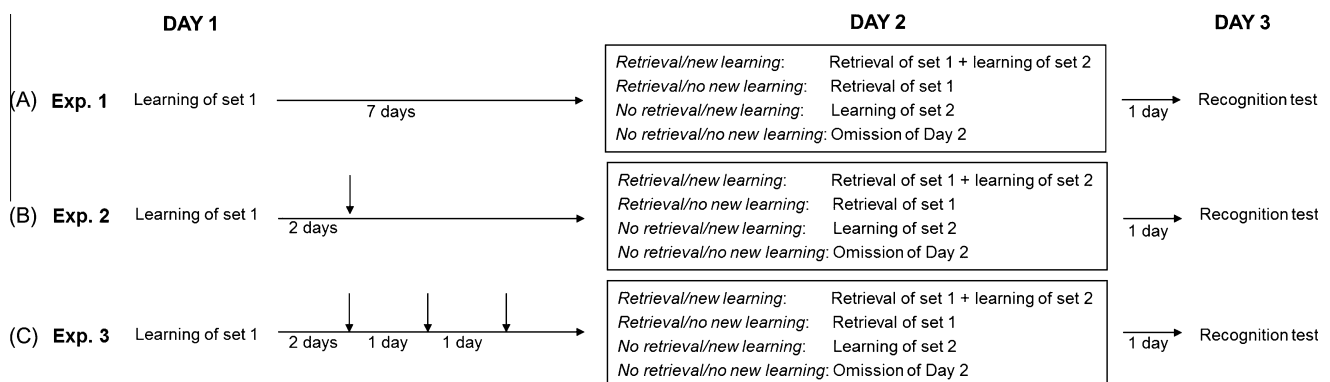 DAY 1 DAY 2 DAY 3
(A) Exp. 1 Learning of set 1 7 days
Retrieval/new learning: Retrieval of set 1 + learning of set 2
Retrieval/no new learning: Retrieval of set 1
No retrieval/new learning: Learning of set 2
No retrieval/no new learning: Omission of Day 2
1 day Recognition test
(B) Exp. 2 Learning of set 1 2 days
Retrieval/new learning: Retrieval of set 1 + learning of set 2
Retrieval/no new learning: Retrieval of set 1
No retrieval/new learning: Learning of set 2
No retrieval/no new learning: Omission of Day 2
1 day Recognition test
(C) Exp. 3 Learning of set 1 2 days 1 day 1 day
Retrieval/new learning: Retrieval of set 1 + learning of set 2
Retrieval/no new learning: Retrieval of set 1
No retrieval/new learning: Learning of set 2
No retrieval/no new learning: Omission of Day 2
1 day Recognition test